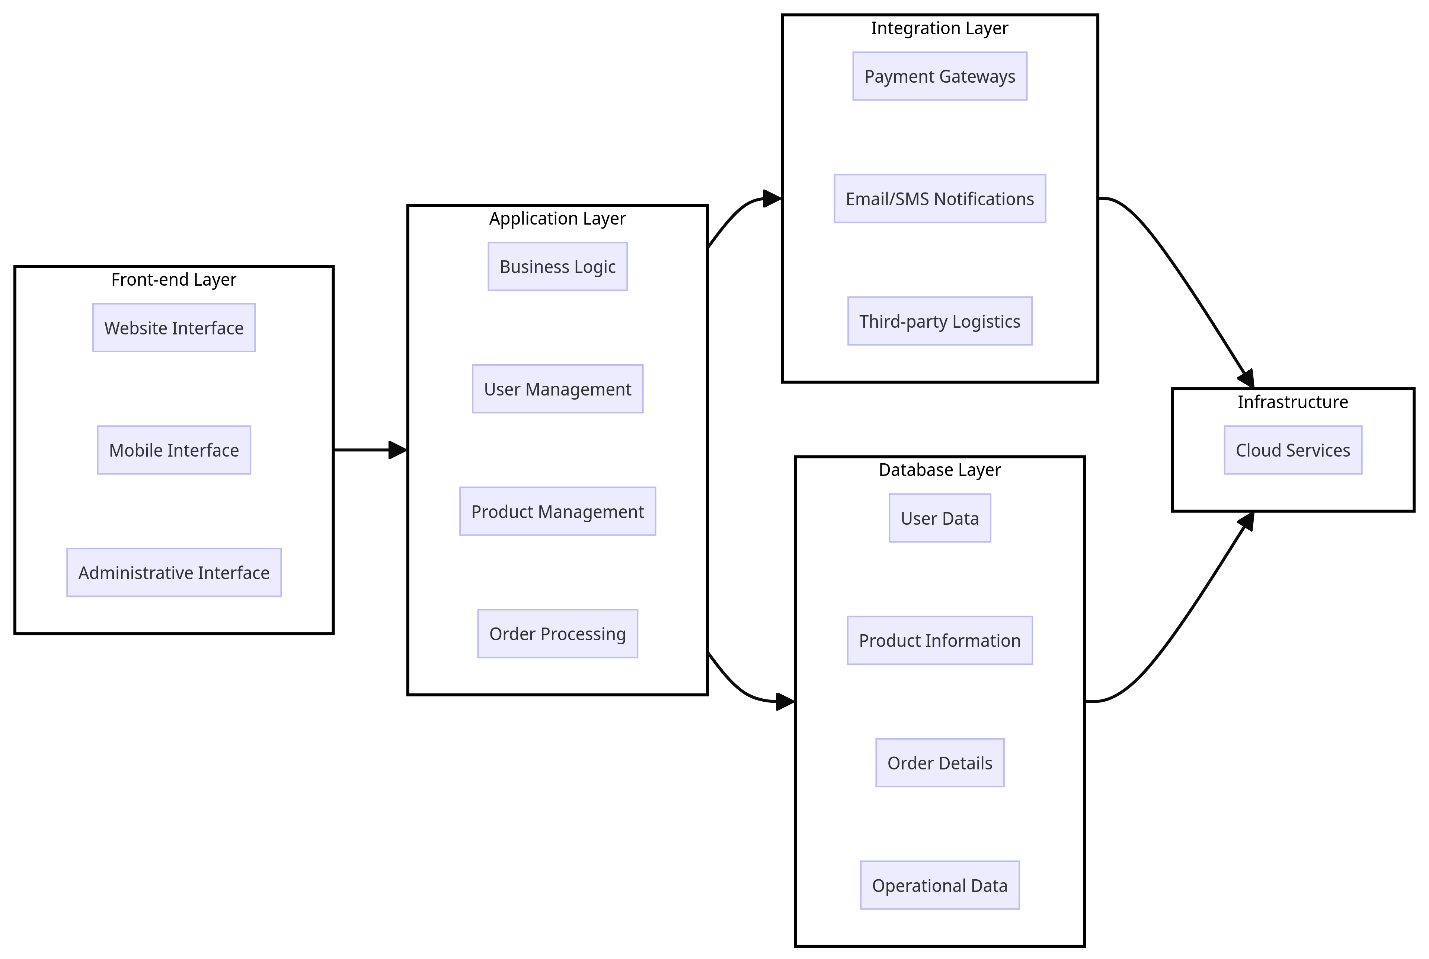 Front-end Layer
Website Interface
Mobile Interface
Administrative Interface
Application Layer
Business Logic
User Management
Product Management
Order Processing
Integration Layer
Payment Gateways
Email/SMS Notifications
Third-party Logistics
Database Layer
User Data
Product Information
Order Details
Operational Data
Infrastructure
Cloud Services